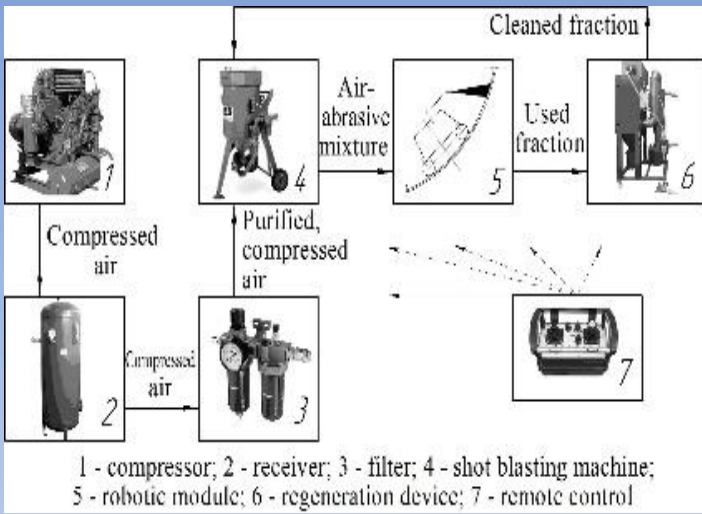 Cleaned fraction
1
4
Air-
abrasive
mixture
5
Used
fraction
6
Compressed
air
Purified,
compressed
air
2
Compressed
air
3
7
1 - compressor; 2 - receiver; 3 - filter; 4 - shot blasting machine;
5 - robotic module; 6 - regeneration device; 7 - remote control